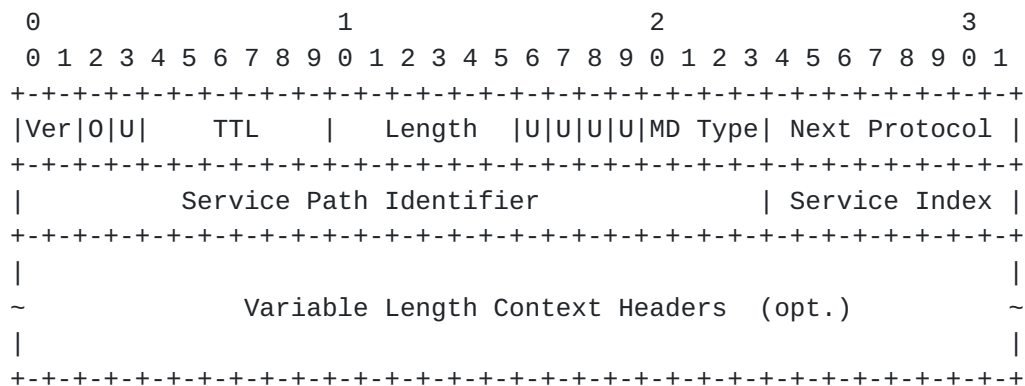 0                   1                   2                   3
 0 1 2 3 4 5 6 7 8 9 0 1 2 3 4 5 6 7 8 9 0 1 2 3 4 5 6 7 8 9 0 1
+-+-+-+-+-+-+-+-+-+-+-+-+-+-+-+-+-+-+-+-+-+-+-+-+-+-+-+-+-+-+-+-+
|Ver|O|U|    TTL    |   Length  |U|U|U|U|MD Type| Next Protocol |
+-+-+-+-+-+-+-+-+-+-+-+-+-+-+-+-+-+-+-+-+-+-+-+-+-+-+-+-+-+-+-+-+
|          Service Path Identifier              | Service Index |
+-+-+-+-+-+-+-+-+-+-+-+-+-+-+-+-+-+-+-+-+-+-+-+-+-+-+-+-+-+-+-+-+
|                                                               |
~              Variable Length Context Headers  (opt.)          ~
|                                                               |
+-+-+-+-+-+-+-+-+-+-+-+-+-+-+-+-+-+-+-+-+-+-+-+-+-+-+-+-+-+-+-+-+